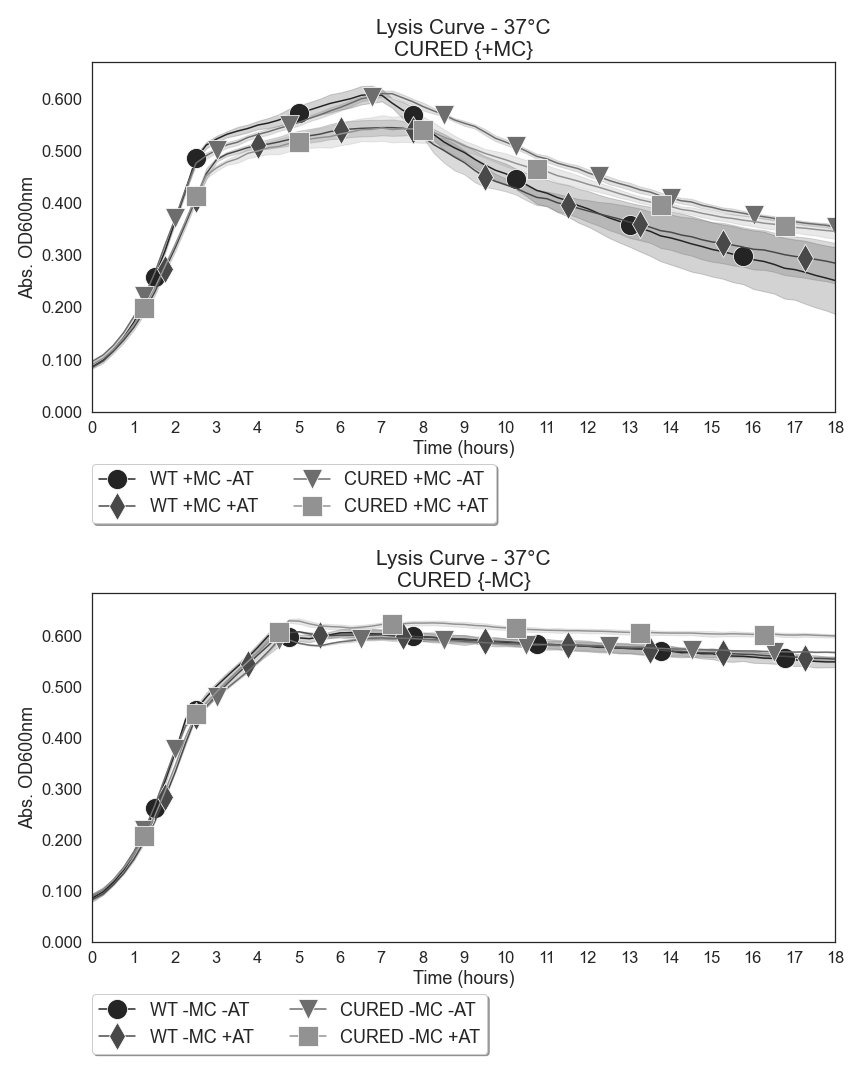 Lysis Curve - 37°C
CURED {+MC}
Abs. OD600nm
0.600
0.500
0.400
0.300
0.200
0.100
0.000
0 1 2 3 4 5 6 7 8 9 10 11 12 13 14 15 16 17 18
Time (hours)
WT +MC -AT CURED +MC -AT
WT +MC +AT CURED +MC +AT
Lysis Curve - 37°C
CURED {-MC}
Abs. OD600nm
0.600
0.500
0.400
0.300
0.200
0.100
0.000
0 1 2 3 4 5 6 7 8 9 10 11 12 13 14 15 16 17 18
Time (hours)
WT -MC -AT CURED -MC -AT
WT -MC +AT CURED -MC +AT